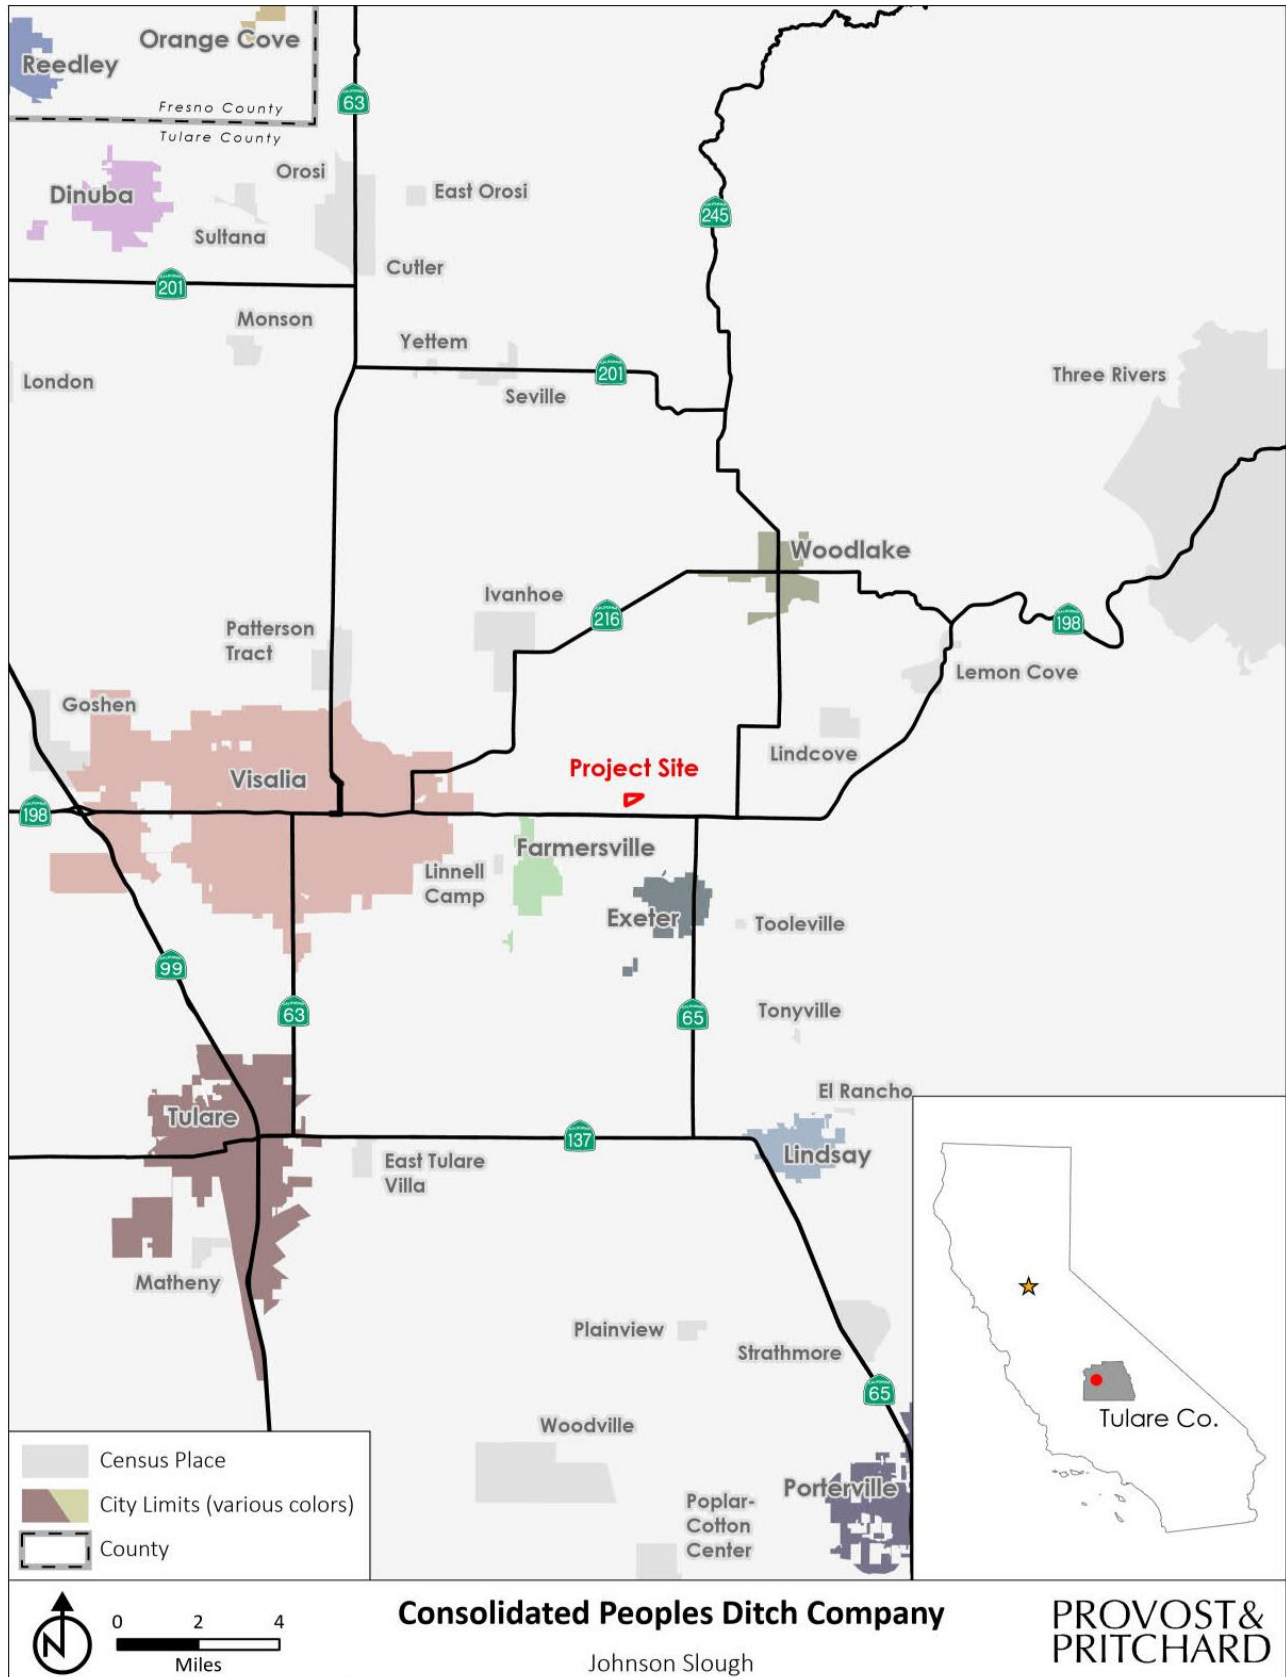 Orange Cove
Reedley
Fresno County
Tulare County
63
Orosi
East Orosi
Dinuba
245
Sultana
Cutler
201
Monson
Yettem
201
Three Rivers
London
Seville
Woodlake
Ivanhoe
216
198
Patterson
Tract
Lemon Cove
Goshen
Lindcove
Project Site
Visalia
198
Farmersville
Linnell
Camp
Exeter
Tooleville
99
63
65
Tonyville
El Rancho
Tulare
137
Lindsay
East Tulare
Villa
Matheny
Plainview
Strathmore
65
Woodville
Porterville
Poplar-
Cotton
Center
Tulare Co.
Census Place
City Limits (various colors)
County
N
0 2 4
Miles
Consolidated Peoples Ditch Company
Johnson Slough
PROVOST&
PRITCHARD